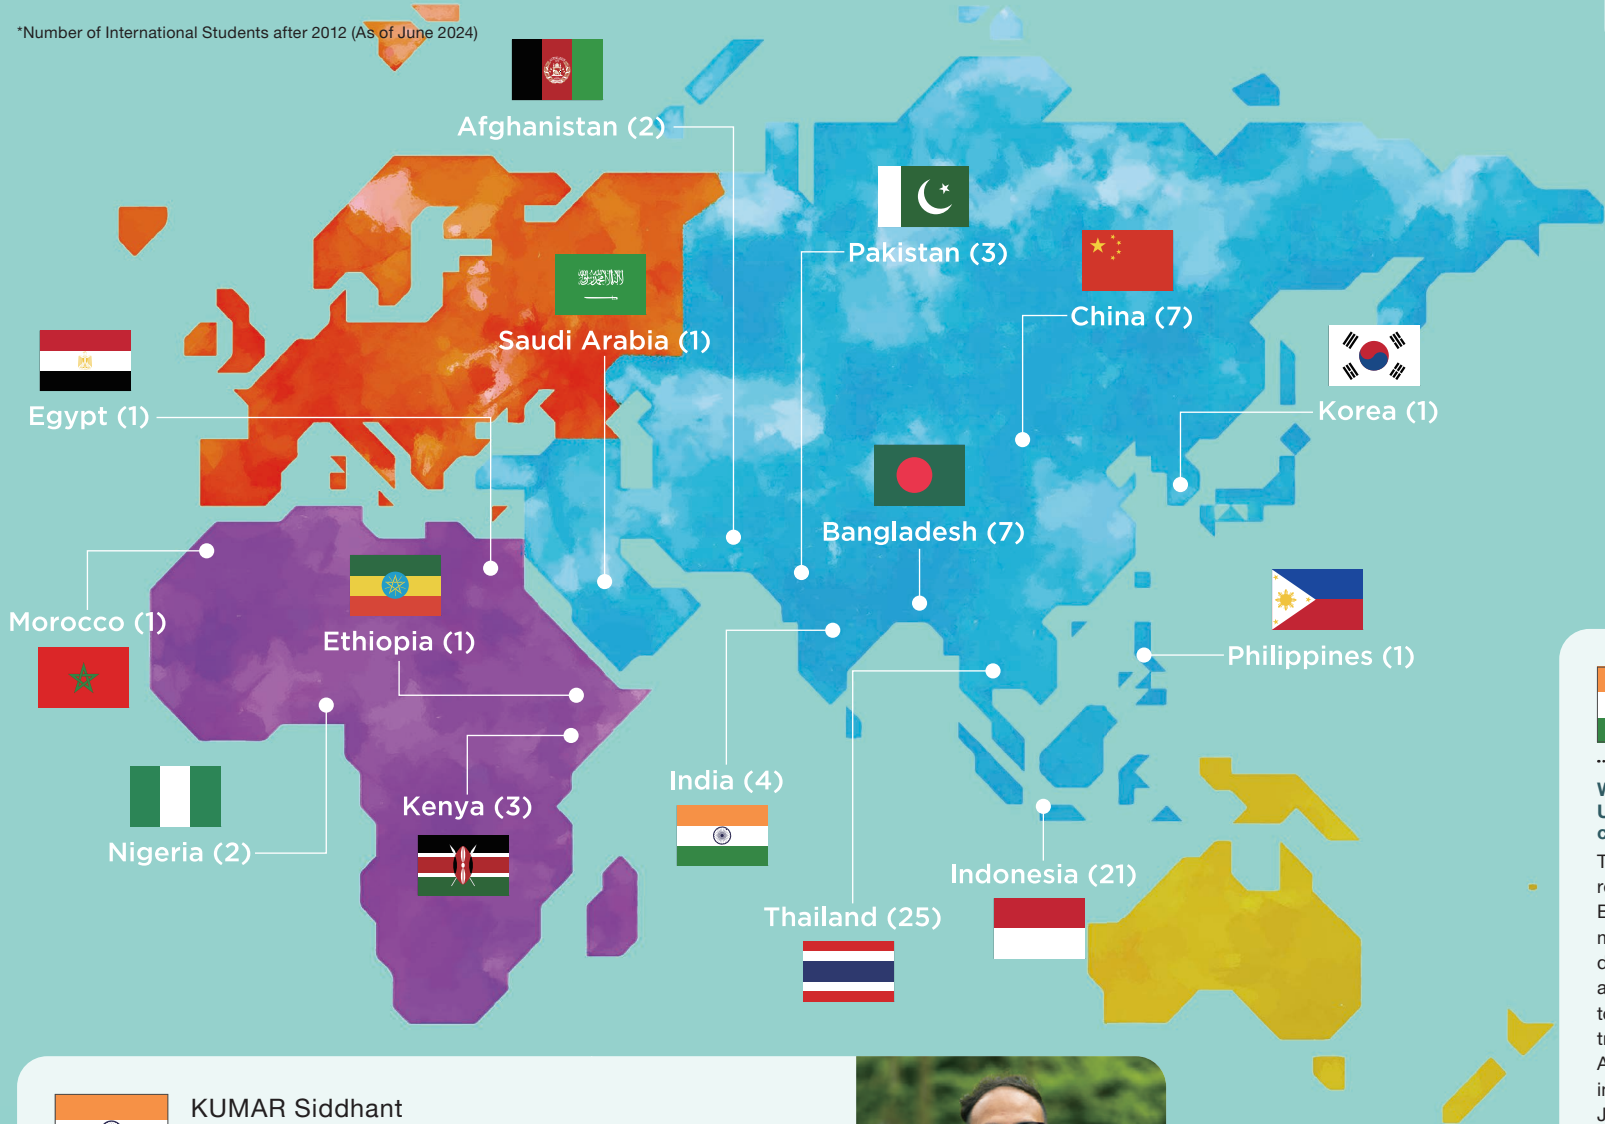 *Number of International Students after 2012 (As of June 2024)
Afghanistan (2)
Pakistan (3)
China (7)
Saudi Arabia (1)
Egypt (1)
Korea (1)
Bangladesh (7)
Morocco (1)
Ethiopia (1)
Philippines (1)
India (4)
Kenya (3)
Nigeria (2)
Indonesia (21)
Thailand (25)
KUMAR Siddhant